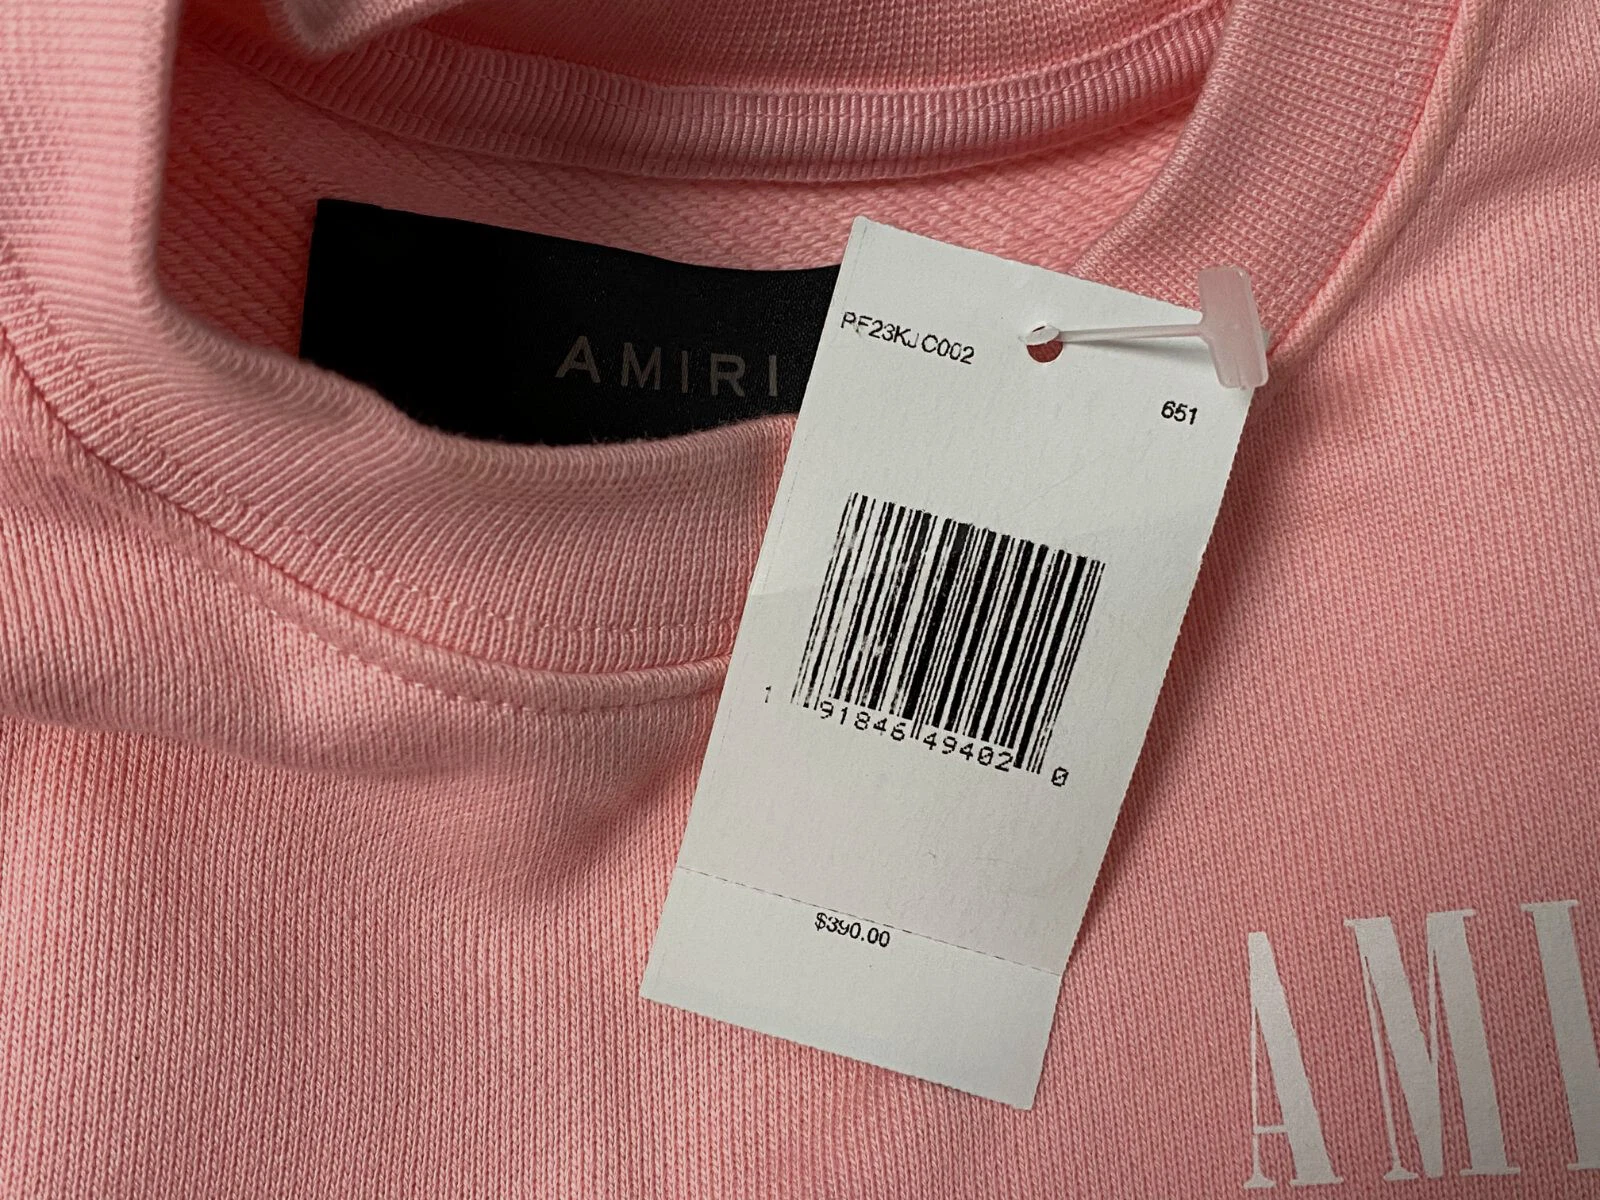 AMIRI
PF23KJC002
651
1 91846 49402 0
$390.00
AMI